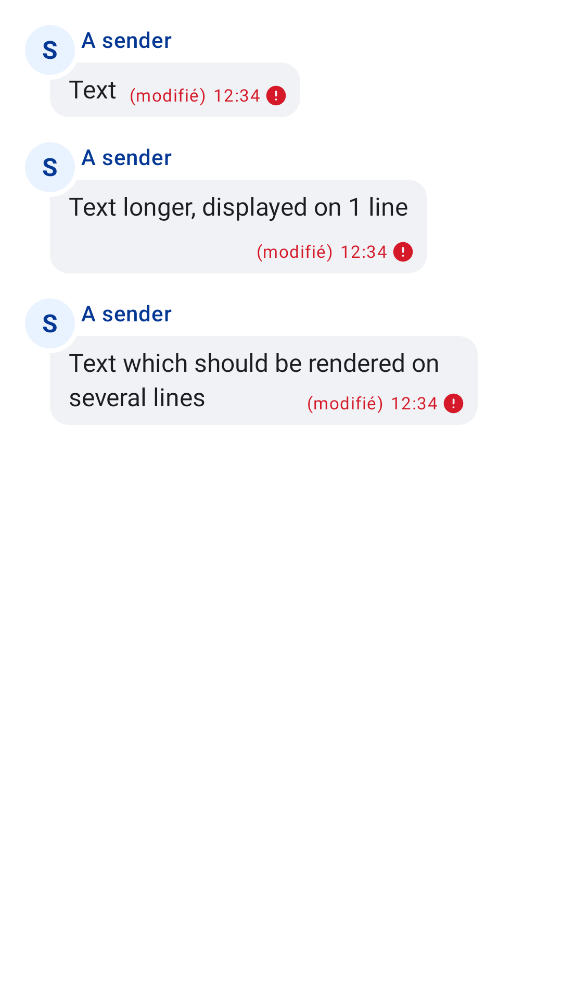 S A sender
Text (modifié) 12:34
S A sender
Text longer, displayed on 1 line
(modifié) 12:34
S A sender
Text which should be rendered on
several lines (modifié) 12:34